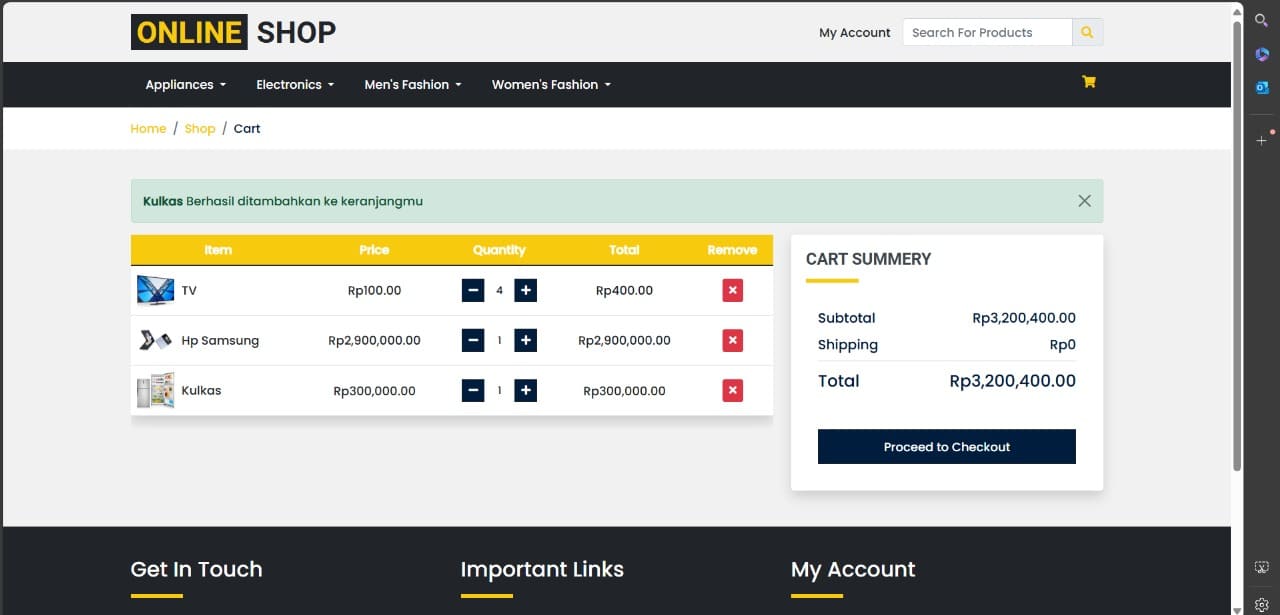 ONLINE SHOP
My Account
Search For Products
Appliances Electronics Men's Fashion Women's Fashion
Home / Shop / Cart
Kulkas Berhasil ditambahkan ke keranjangmu
Item Price Quantity Total Remove
TV Rp100.00 4 Rp400.00
Hp Samsung Rp2,900,000.00 1 Rp2,900,000.00
Kulkas Rp300,000.00 1 Rp300,000.00
CART SUMMERY
Subtotal Rp3,200,400.00
Shipping Rp0
Total Rp3,200,400.00
Proceed to Checkout
Get In Touch
Important Links
My Account